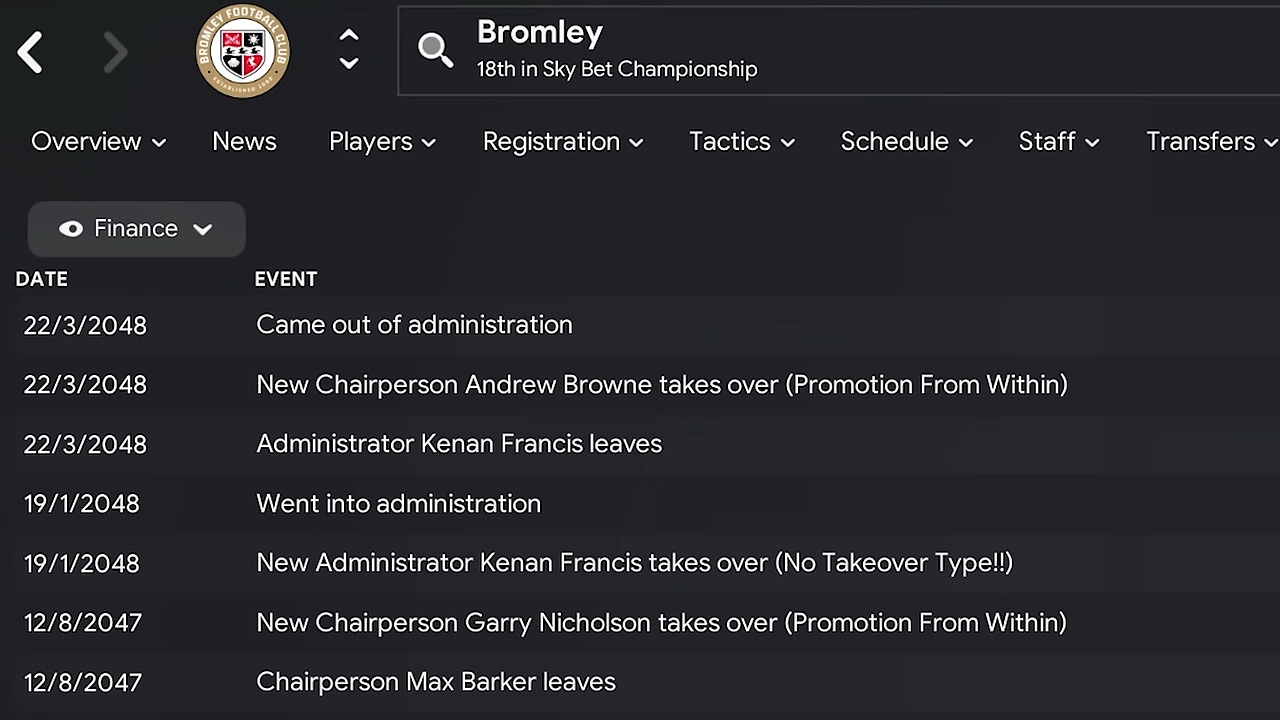 BROMLEY FOOTBALL CLUB
Bromley
18th in Sky Bet Championship
Overview News Players Registration Tactics Schedule Staff Transfers
Finance
DATE EVENT
22/3/2048 Came out of administration
22/3/2048 New Chairperson Andrew Browne takes over (Promotion From Within)
22/3/2048 Administrator Kenan Francis leaves
19/1/2048 Went into administration
19/1/2048 New Administrator Kenan Francis takes over (No Takeover Type!!)
12/8/2047 New Chairperson Garry Nicholson takes over (Promotion From Within)
12/8/2047 Chairperson Max Barker leaves